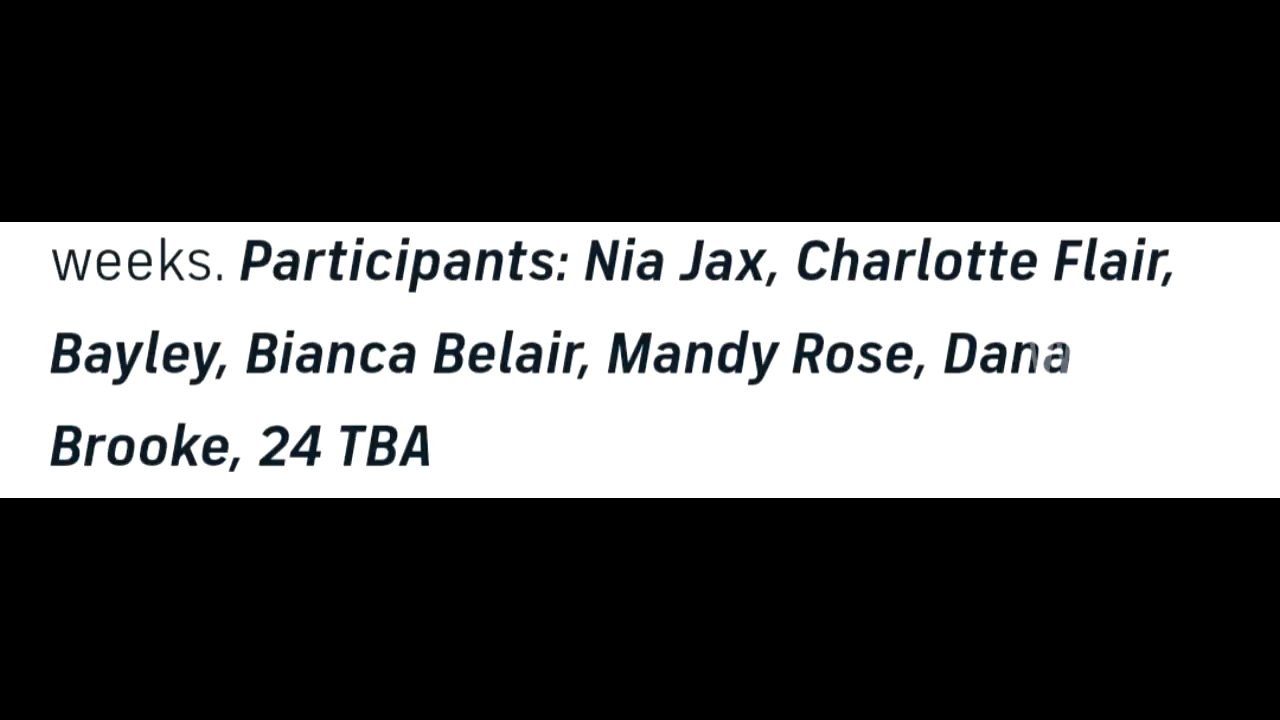 weeks. Participants: Nia Jax, Charlotte Flair,
Bayley, Bianca Belair, Mandy Rose, Dana
Brooke, 24 TBA